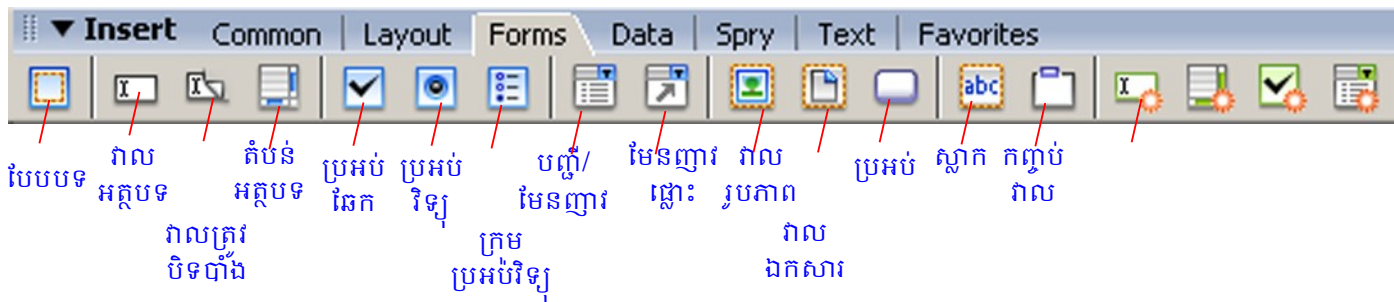 ▼ Insert Common | Layout Forms Data | Spry | Text | Favorites
abc
បែបបទ
វាល
អត្ថបទ
វាលត្រូវ
បិទបាំង
តំបន់
អត្ថបទ
ប្រអប់
ឆែក
ប្រអប់
វិទ្យុ
ក្រម
ប្រអប់វិទ្យុ
បញ្ជី/
មែនញាវ
មែនញាវ
ផ្លោះ
វាល
រូបភាព
វាល
ឯកសារ
ប្រអប់
ស្លាក
កញ្ចប់
វាល